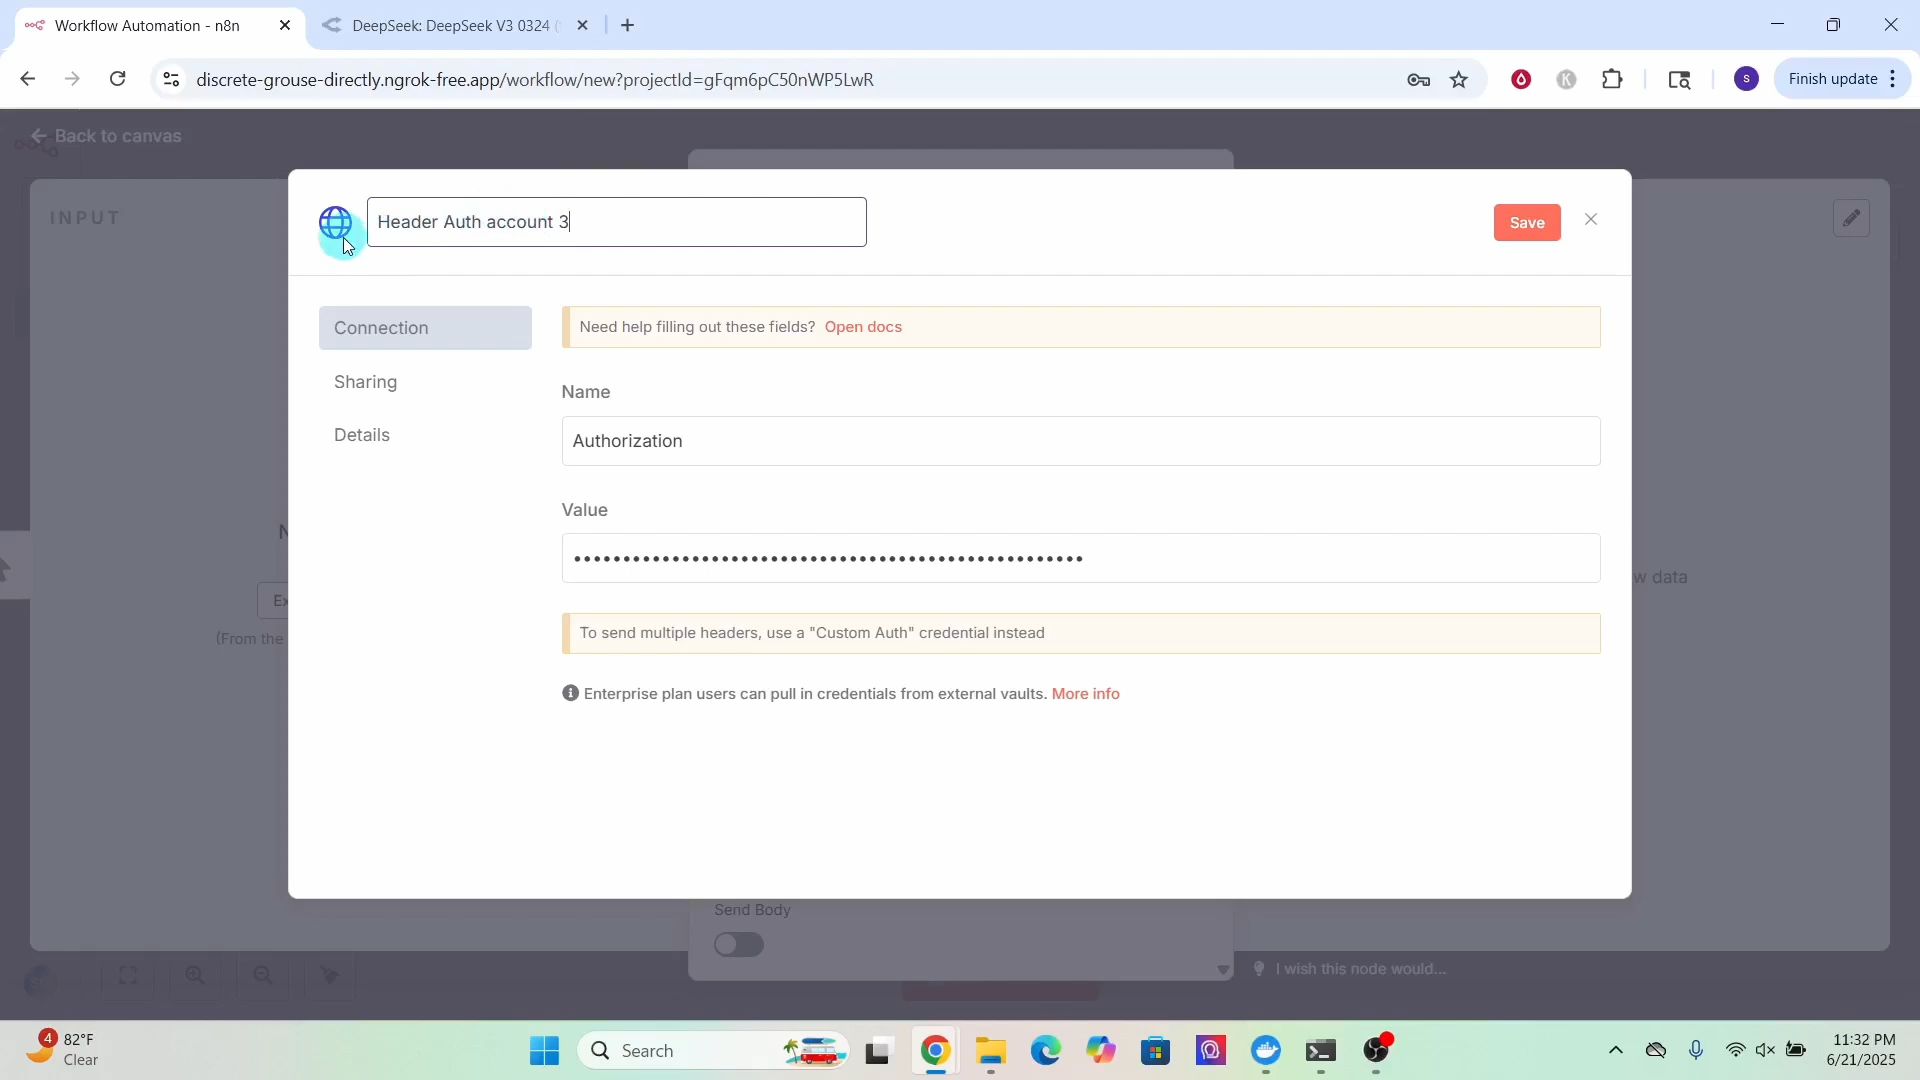 Workflow Automation - n8n
DeepSeek: DeepSeek V3 0324 (
discrete-grouse-directly.ngrok-free.app/workflow/new?projectId=gFqm6pC50nWP5LwR
K
S
Finish update
Back to canvas
INPUT
Header Auth account 3
Save
Connection
Sharing
Details
Need help filling out these fields? Open docs
Name
Authorization
Value
••••••••••••••••••••••••••••••••••••••••••••••••••••
N
Ex
(From the
w data
To send multiple headers, use a "Custom Auth" credential instead
Enterprise plan users can pull in credentials from external vaults. More info
Send Body
I wish this node would...
4
82°F
Clear
Search
11:32 PM
6/21/2025